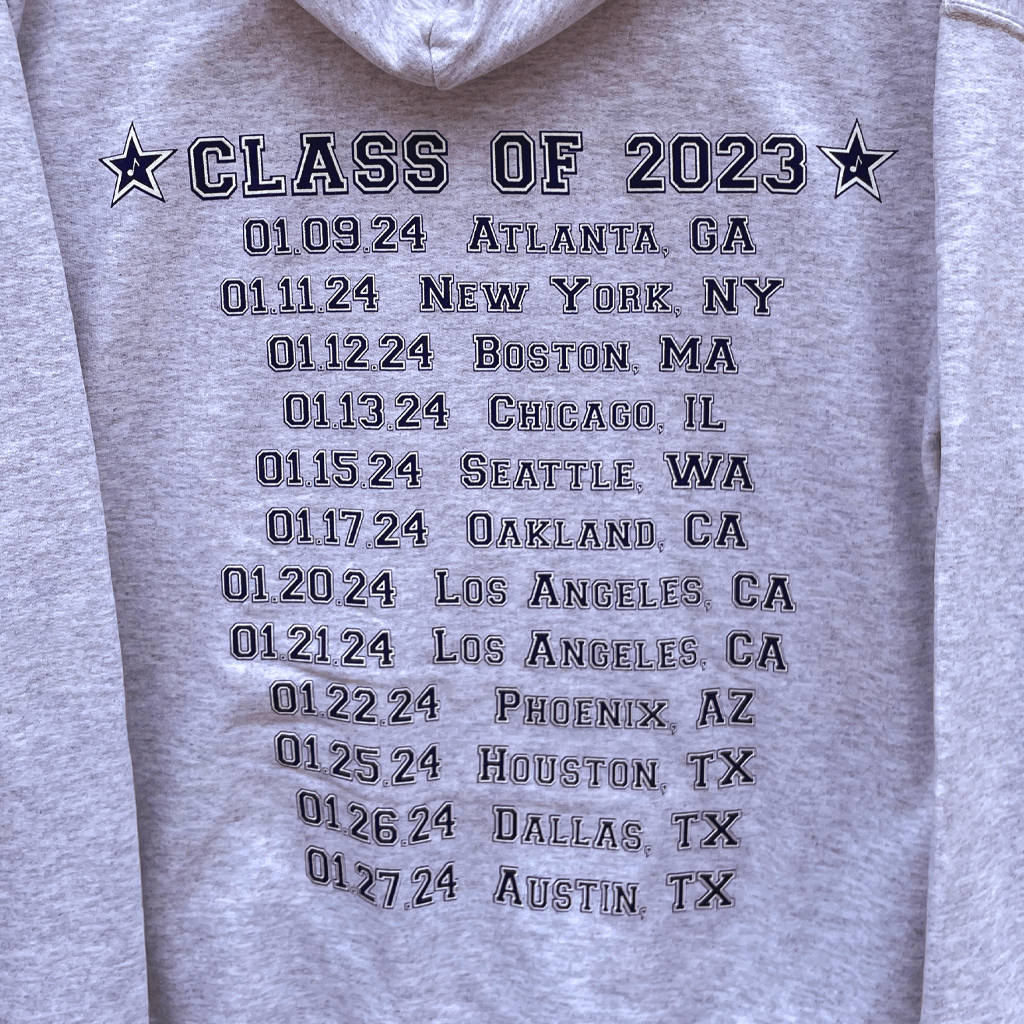 CLASS OF 2023
01.09.24 Atlanta, GA
01.11.24 New York, NY
01.12.24 Boston, MA
01.13.24 Chicago, IL
01.15.24 Seattle, WA
01.17.24 Oakland, CA
01.20.24 Los Angeles, CA
01.21.24 Los Angeles, CA
01.22.24 Phoenix, AZ
01.25.24 Houston, TX
01.26.24 Dallas, TX
01.27.24 Austin, TX